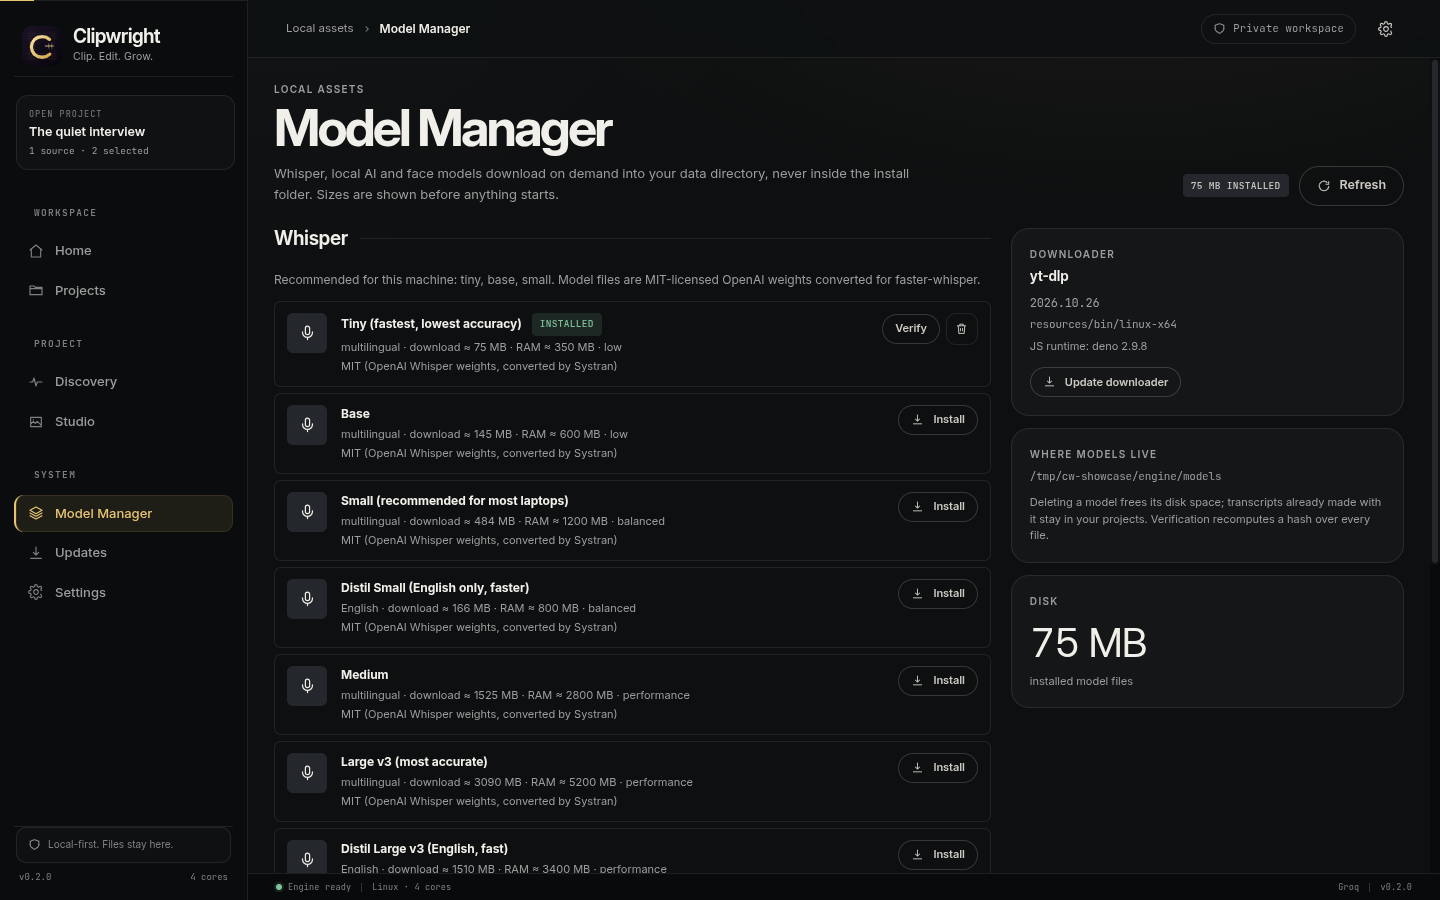 Clipwright
Clip. Edit. Grow.
OPEN PROJECT
The quiet interview
1 source · 2 selected
WORKSPACE
Home
Projects
PROJECT
Discovery
Studio
SYSTEM
Model Manager
Updates
Settings
Local-first. Files stay here.
v0.2.0
4 cores
Local assets › Model Manager
Private workspace
LOCAL ASSETS
Model Manager
Whisper, local AI and face models download on demand into your data directory, never inside the install
folder. Sizes are shown before anything starts.
75 MB INSTALLED
Refresh
Whisper
Recommended for this machine: tiny, base, small. Model files are MIT-licensed OpenAI weights converted for faster-whisper.
Tiny (fastest, lowest accuracy) INSTALLED
Verify
multilingual · download ≈ 75 MB · RAM ≈ 350 MB · low
MIT (OpenAI Whisper weights, converted by Systran)
Base
Install
multilingual · download ≈ 145 MB · RAM ≈ 600 MB · low
MIT (OpenAI Whisper weights, converted by Systran)
Small (recommended for most laptops)
Install
multilingual · download ≈ 484 MB · RAM ≈ 1200 MB · balanced
MIT (OpenAI Whisper weights, converted by Systran)
Distil Small (English only, faster)
Install
English · download ≈ 166 MB · RAM ≈ 800 MB · balanced
MIT (OpenAI Whisper weights, converted by Systran)
Medium
Install
multilingual · download ≈ 1525 MB · RAM ≈ 2800 MB · performance
MIT (OpenAI Whisper weights, converted by Systran)
Large v3 (most accurate)
Install
multilingual · download ≈ 3090 MB · RAM ≈ 5200 MB · performance
MIT (OpenAI Whisper weights, converted by Systran)
Distil Large v3 (English, fast)
Install
English · download ≈ 1510 MB · RAM ≈ 3400 MB · performance
DOWNLOADER
yt-dlp
2026.10.26
resources/bin/linux-x64
JS runtime: deno 2.9.8
Update downloader
WHERE MODELS LIVE
/tmp/cw-showcase/engine/models
Deleting a model frees its disk space; transcripts already made with
it stay in your projects. Verification recomputes a hash over every
file.
DISK
75 MB
installed model files
Engine ready | Linux · 4 cores
Groq | v0.2.0